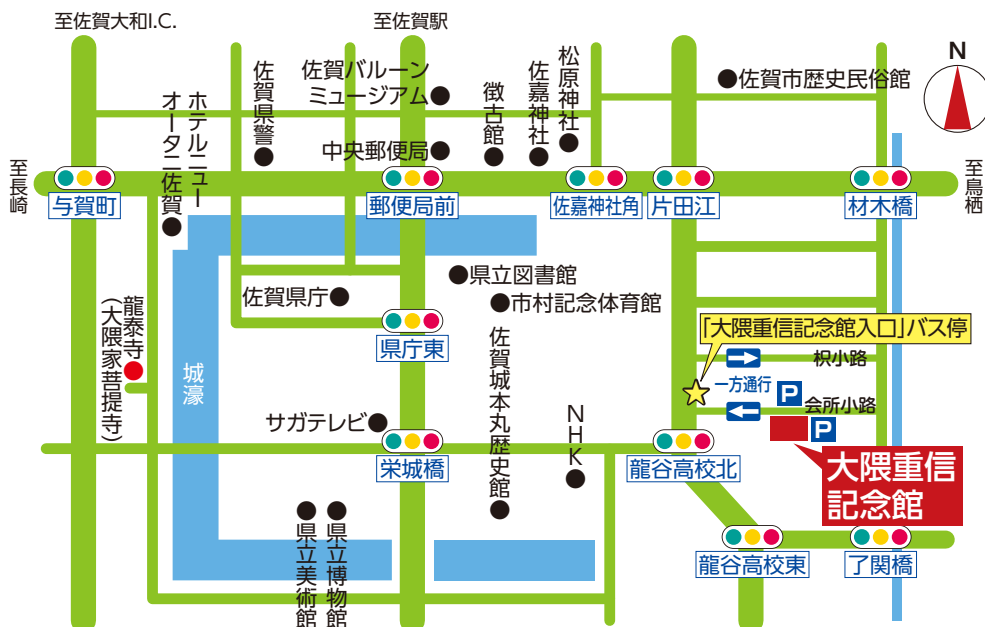 至佐賀大和I.C.
至佐賀駅
N
佐賀県警
佐賀バルーン
ミュージアム
徴古館
佐嘉神社
松原神社
佐賀市歴史民俗館
ホテルニュー
オータニ佐賀
中央郵便局
至長崎
与賀町
郵便局前
佐嘉神社角
片田江
材木橋
至鳥栖
県立図書館
佐賀県庁
市村記念体育館
龍泰寺
(大隈家菩提寺)
県庁東
「大隈重信記念館入口」バス停
枳小路
城濠
佐賀城本丸歴史館
一方通行
P
会所小路
P
サガテレビ
NHK
栄城橋
龍谷高校北
大隈重信
記念館
県立美術館
県立博物館
龍谷高校東
了関橋